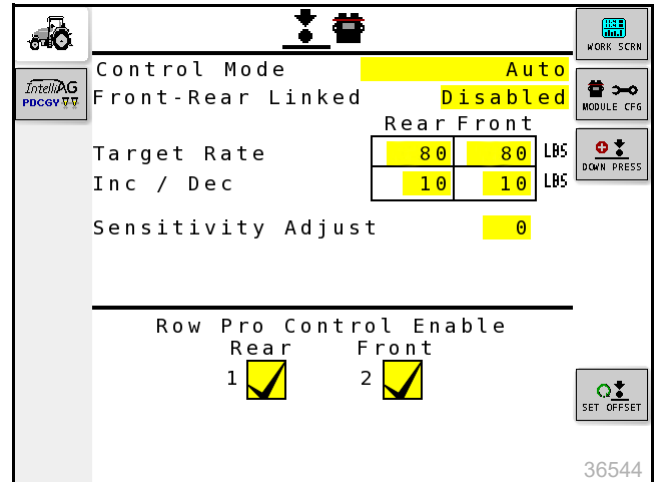 WORK SCRN
Control Mode Auto
IntelliAG
PDCGY
Front-Rear Linked Disabled
MODULE CFG
Rear Front
Target Rate 80 80 LBS
DOWN PRESS
Inc / Dec 10 10 LBS
Sensitivity Adjust 0
Row Pro Control Enable
Rear Front
1 2
SET OFFSET
36544